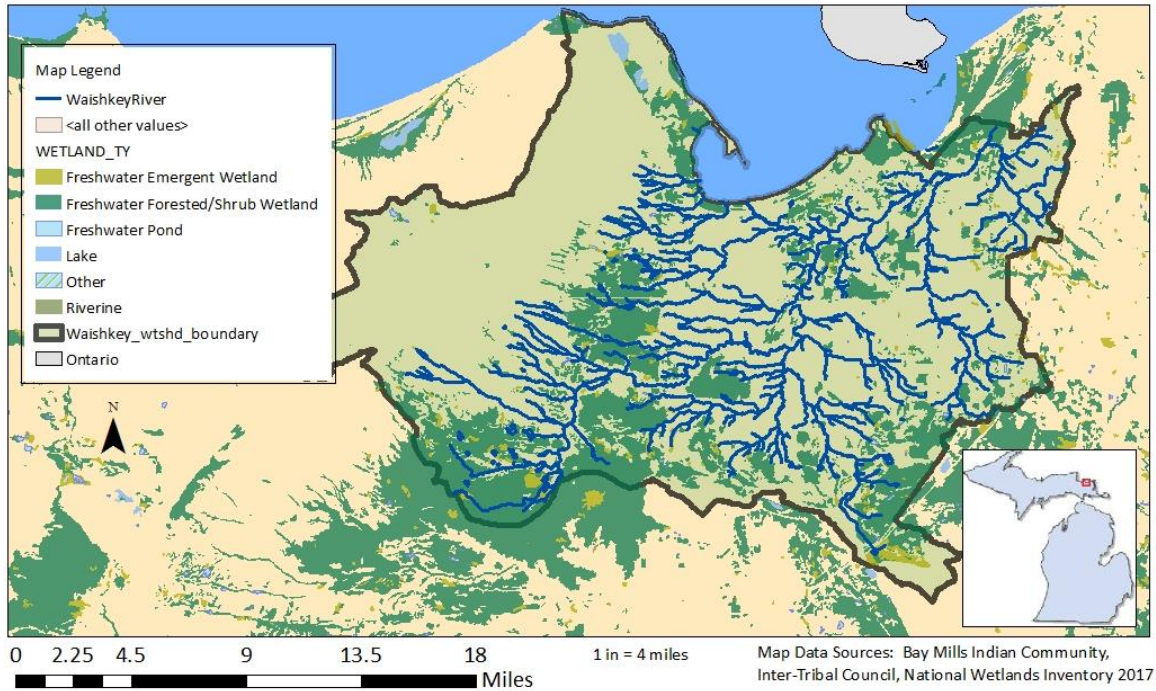 Map Legend
WaishkeyRiver
<all other values>
WETLAND_TY
Freshwater Emergent Wetland
Freshwater Forested/Shrub Wetland
Freshwater Pond
Lake
Other
Riverine
Waishkey_wtshd_boundary
Ontario
N
0 2.25 4.5 9 13.5 18 Miles
1 in = 4 miles
Map Data Sources: Bay Mills Indian Community,
Inter-Tribal Council, National Wetlands Inventory 2017